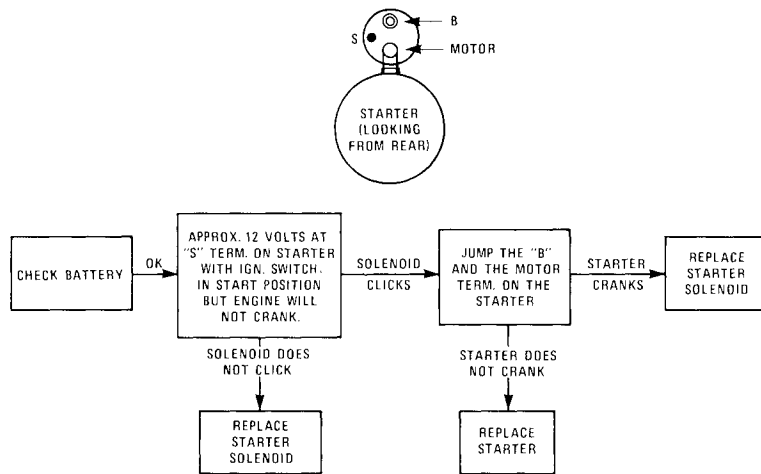 B
S
MOTOR
STARTER
(LOOKING
FROM REAR)
CHECK BATTERY
OK
APPROX. 12 VOLTS AT
"S" TERM. ON STARTER
WITH IGN. SWITCH,
IN START POSITION
BUT ENGINE WILL
NOT CRANK.
SOLENOID
CLICKS
JUMP THE "B"
AND THE MOTOR
TERM. ON THE
STARTER
STARTER
CRANKS
REPLACE
STARTER
SOLENOID
SOLENOID DOES
NOT CLICK
STARTER DOES
NOT CRANK
REPLACE
STARTER
SOLENOID
REPLACE
STARTER